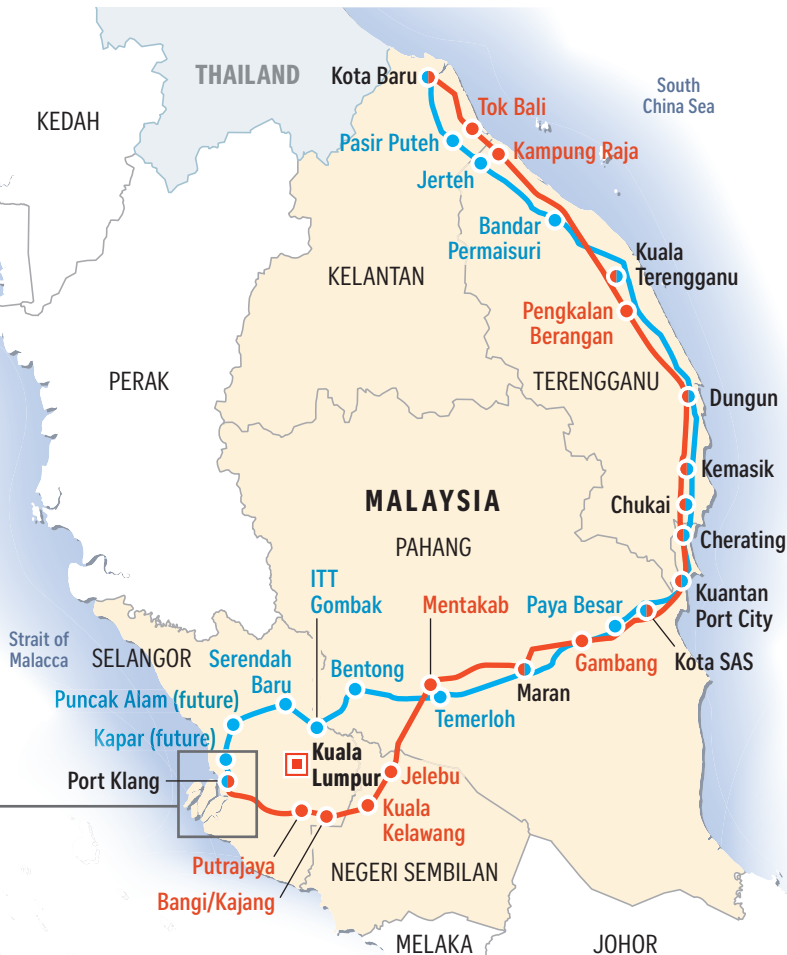 THAILAND
Kota Baru
South
China Sea
KEDAH
Tok Bali
Pasir Puteh
Kampung Raja
Jerteh
Bandar
Permaisuri
Kuala
Terengganu
KELANTAN
Pengkalan
Berangan
PERAK
TERENGGANU
Dungun
Kemasik
MALAYSIA
Chukai
Cherating
PAHANG
ITT
Gombak
Mentakab
Paya Besar
Kuantan
Port City
Strait of
Malacca
SELANGOR
Serendah
Baru
Bentong
Gambang
Kota SAS
Maran
Puncak Alam (future)
Temerloh
Kapar (future)
Kuala
Lumpur
Port Klang
Jelebu
Kuala
Kelawang
Putrajaya
NEGERI SEMBILAN
Bangi/Kajang
MELAKA
JOHOR